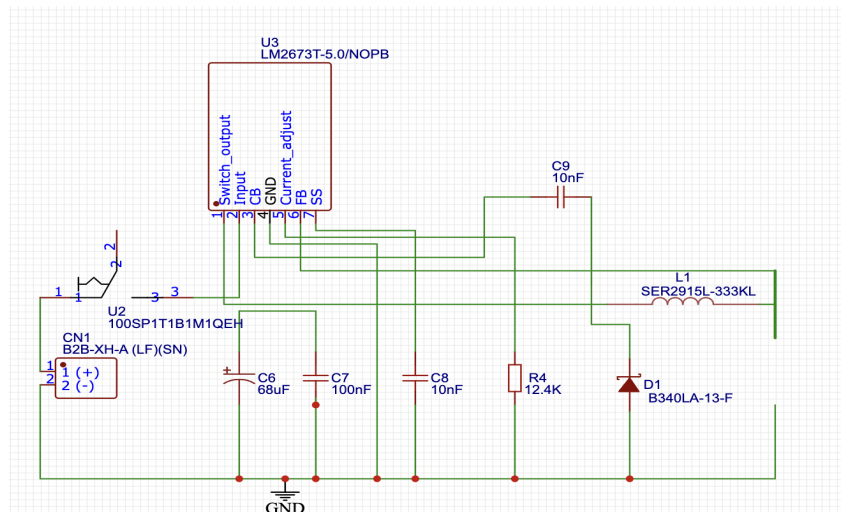 U3
LM2673T-5.0/NOPB
Switch_output
Input
CB
GND
Current_adjust
FB
SS
1
2
3
4
5
6
7
C9
10nF
2
2
1
1
3
3
U2
100SP1T1B1M1QEH
L1
SER2915L-333KL
CN1
B2B-XH-A (LF)(SN)
1
1 (+)
2
2 (-)
+
C6
68uF
C7
100nF
C8
10nF
R4
12.4K
D1
B340LA-13-F
GND